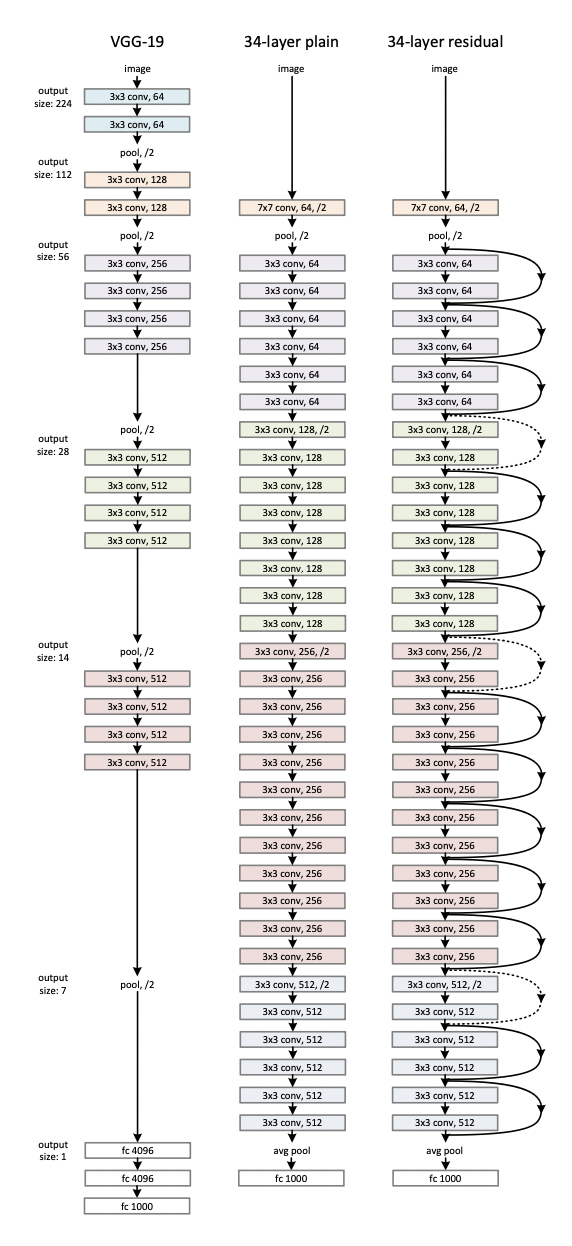 VGG-19
image
output
size: 224
3x3 conv, 64
3x3 conv, 64
output
size: 112
pool, /2
3x3 conv, 128
3x3 conv, 128
output
size: 56
pool, /2
3x3 conv, 256
3x3 conv, 256
3x3 conv, 256
3x3 conv, 256
output
size: 28
pool, /2
3x3 conv, 512
3x3 conv, 512
3x3 conv, 512
3x3 conv, 512
output
size: 14
pool, /2
3x3 conv, 512
3x3 conv, 512
3x3 conv, 512
3x3 conv, 512
output
size: 7
pool, /2
output
size: 1
fc 4096
fc 4096
fc 1000
34-layer plain
image
7x7 conv, 64, /2
pool, /2
3x3 conv, 64
3x3 conv, 64
3x3 conv, 64
3x3 conv, 64
3x3 conv, 64
3x3 conv, 64
3x3 conv, 128, /2
3x3 conv, 128
3x3 conv, 128
3x3 conv, 128
3x3 conv, 128
3x3 conv, 128
3x3 conv, 128
3x3 conv, 128
3x3 conv, 256, /2
3x3 conv, 256
3x3 conv, 256
3x3 conv, 256
3x3 conv, 256
3x3 conv, 256
3x3 conv, 256
3x3 conv, 256
3x3 conv, 256
3x3 conv, 256
3x3 conv, 256
3x3 conv, 256
3x3 conv, 512, /2
3x3 conv, 512
3x3 conv, 512
3x3 conv, 512
3x3 conv, 512
3x3 conv, 512
avg pool
fc 1000
34-layer residual
image
7x7 conv, 64, /2
pool, /2
3x3 conv, 64
3x3 conv, 64
3x3 conv, 64
3x3 conv, 64
3x3 conv, 64
3x3 conv, 64
3x3 conv, 128, /2
3x3 conv, 128
3x3 conv, 128
3x3 conv, 128
3x3 conv, 128
3x3 conv, 128
3x3 conv, 128
3x3 conv, 128
3x3 conv, 256, /2
3x3 conv, 256
3x3 conv, 256
3x3 conv, 256
3x3 conv, 256
3x3 conv, 256
3x3 conv, 256
3x3 conv, 256
3x3 conv, 256
3x3 conv, 256
3x3 conv, 256
3x3 conv, 256
3x3 conv, 512, /2
3x3 conv, 512
3x3 conv, 512
3x3 conv, 512
3x3 conv, 512
3x3 conv, 512
avg pool
fc 1000